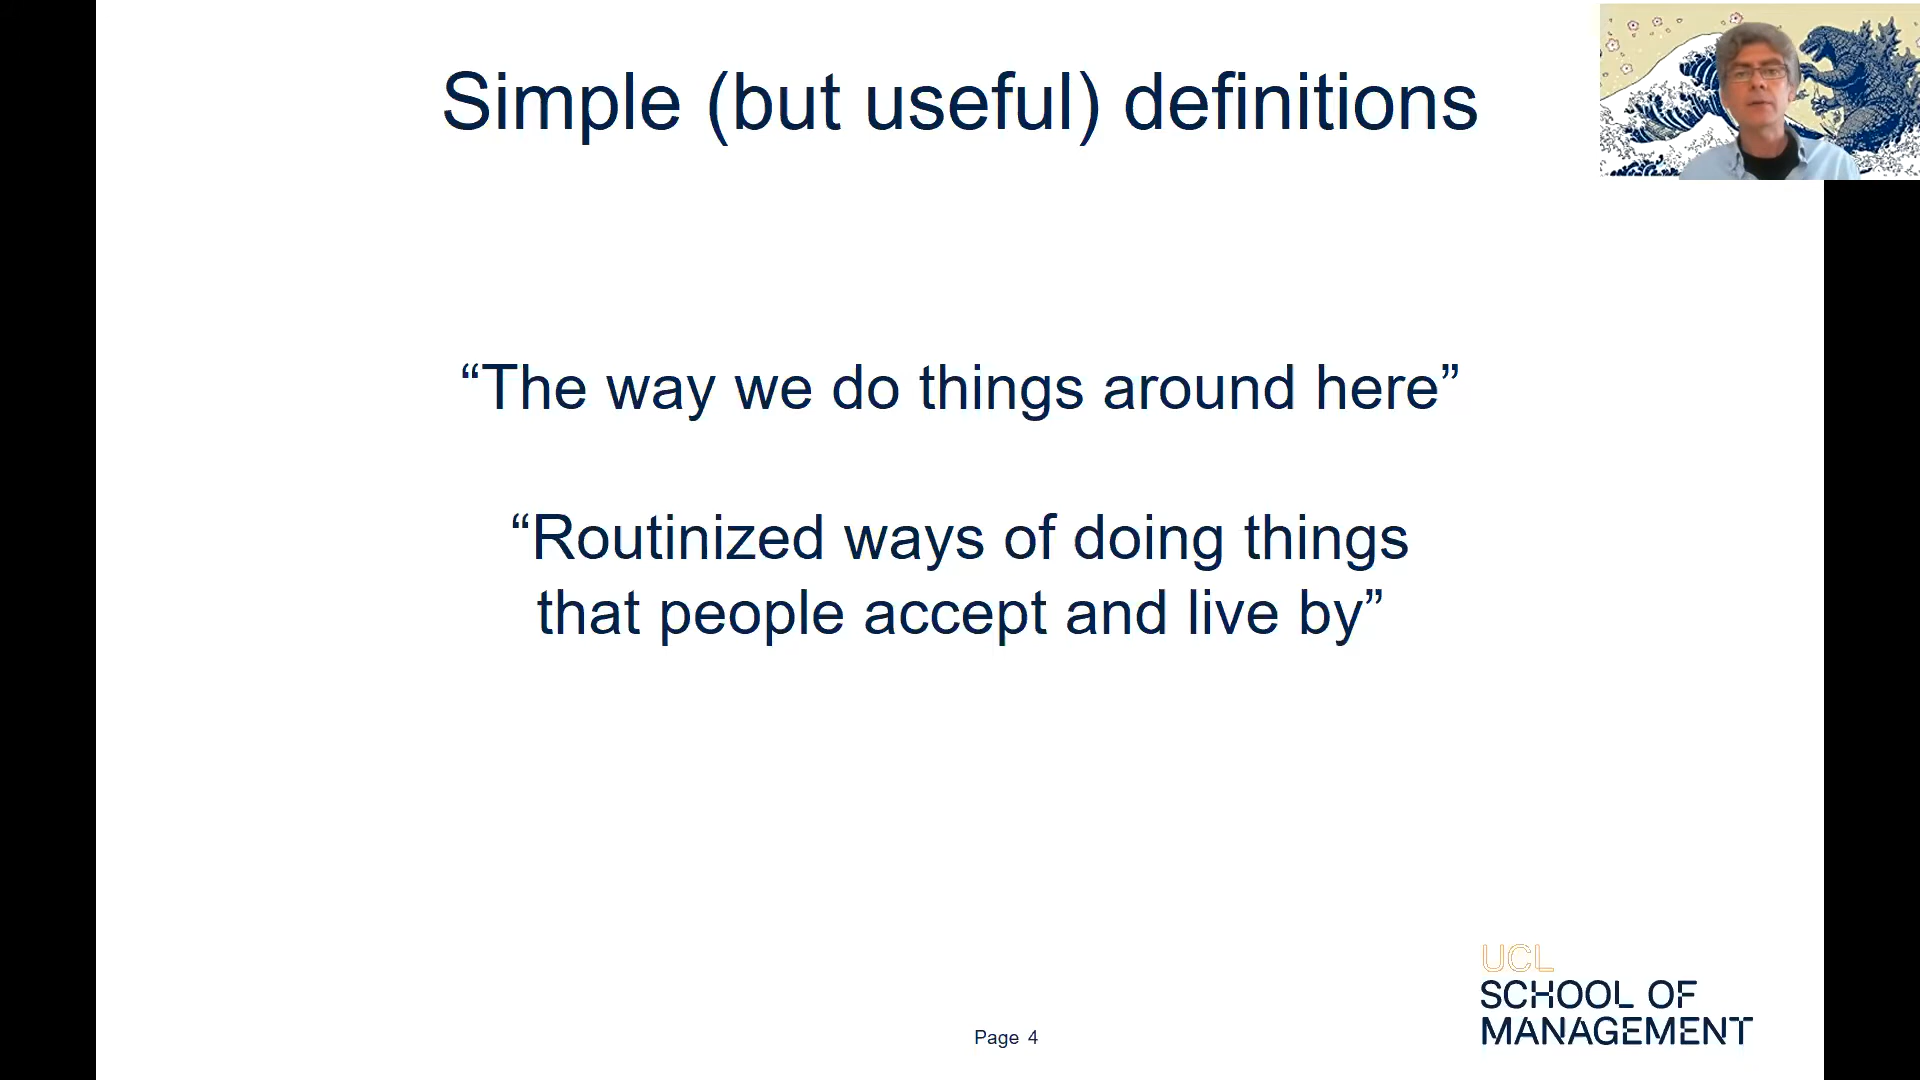 Simple (but useful) definitions
“The way we do things around here”
“Routinized ways of doing things
that people accept and live by”
UCL
SCHOOL OF
MANAGEMENT
Page 4